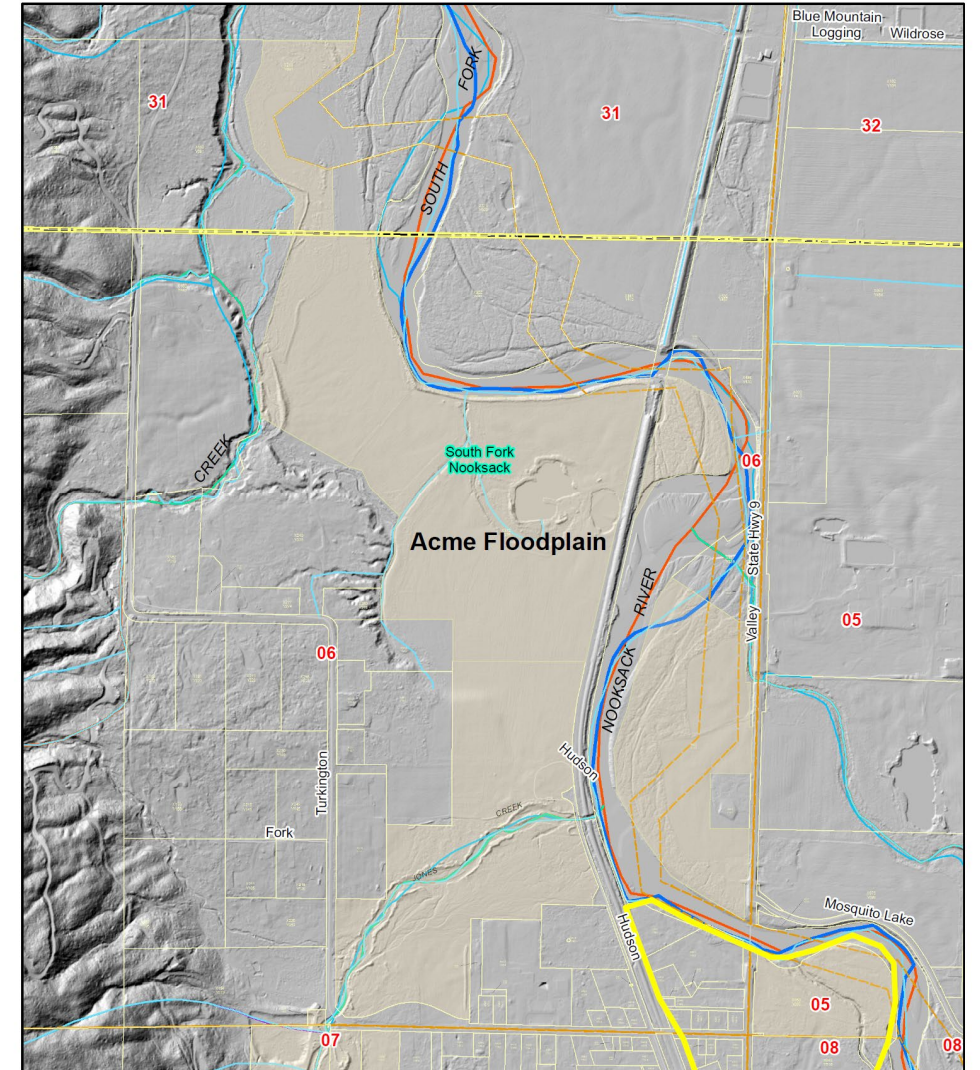 Blue Mountain
Logging
Wildrose
FORK
31
31
32
SOUTH
CREEK
South Fork
Nooksack
06
Acme Floodplain
State Hwy 9
RIVER
Valley
05
06
NOOKSACK
Hudson
Turkington
CREEK
Fork
JONES
Mosquito Lake
Hudson
05
07
08
08